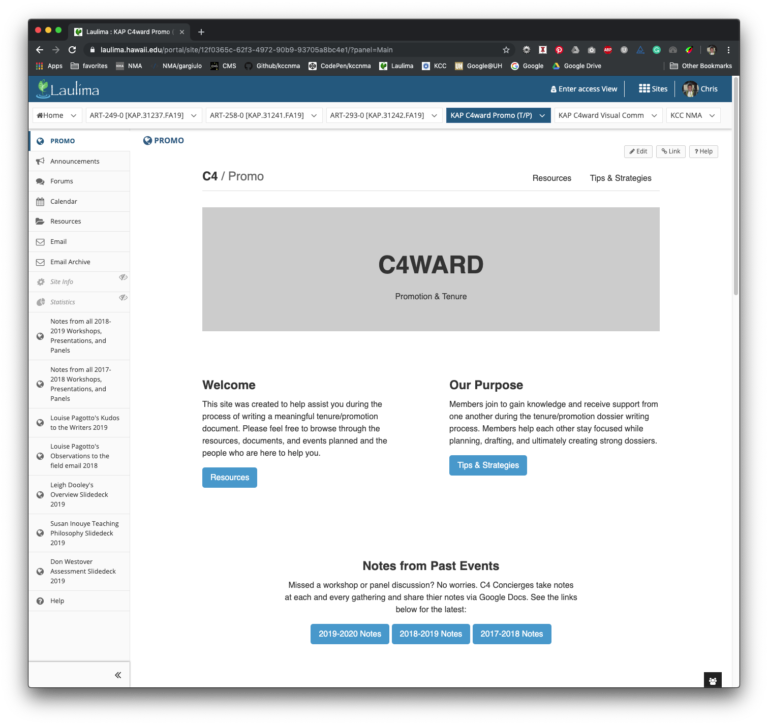 Laulima : KAP C4ward Promo (
laulima.hawaii.edu/portal/site/12f0365c-62f3-4972-90b9-93705a8bc4e1/?panel=Main
Apps favorites NMA NMA/gargiulo CMS Github/kccnma CodePen/kccnma Laulima KCC Google@UH Google Google Drive Other Bookmarks
Laulima Enter access View Sites Chris
Home ART-249-0 [KAP.31237.FA19] ART-258-0 [KAP.31241.FA19] ART-293-0 [KAP.31242.FA19] KAP C4ward Promo (T/P) KAP C4ward Visual Comm KCC NMA
PROMO
Announcements
Forums
Calendar
Resources
Email
Email Archive
Site Info
Statistics
Notes from all 2018-
2019 Workshops,
Presentations, and
Panels
Notes from all 2017-
2018 Workshops,
Presentations, and
Panels
Louise Pagotto's Kudos
to the Writers 2019
Louise Pagotto's
Observations to the
field email 2018
Leigh Dooley's
Overview Slidedeck
2019
Susan Inouye Teaching
Philosophy Slidedeck
2019
Don Westover
Assessment Slidedeck
2019
Help
PROMO
Edit Link ? Help
C4 / Promo Resources Tips & Strategies
C4WARD
Promotion & Tenure
Welcome
This site was created to help assist you during the
process of writing a meaningful tenure/promotion
document. Please feel free to browse through the
resources, documents, and events planned and the
people who are here to help you.
Resources
Our Purpose
Members join to gain knowledge and receive support from
one another during the tenure/promotion dossier writing
process. Members help each other stay focused while
planning, drafting, and ultimately creating strong dossiers.
Tips & Strategies
Notes from Past Events
Missed a workshop or panel discussion? No worries. C4 Concierges take notes
at each and every gathering and share thier notes via Google Docs. See the links
below for the latest:
2019-2020 Notes 2018-2019 Notes 2017-2018 Notes